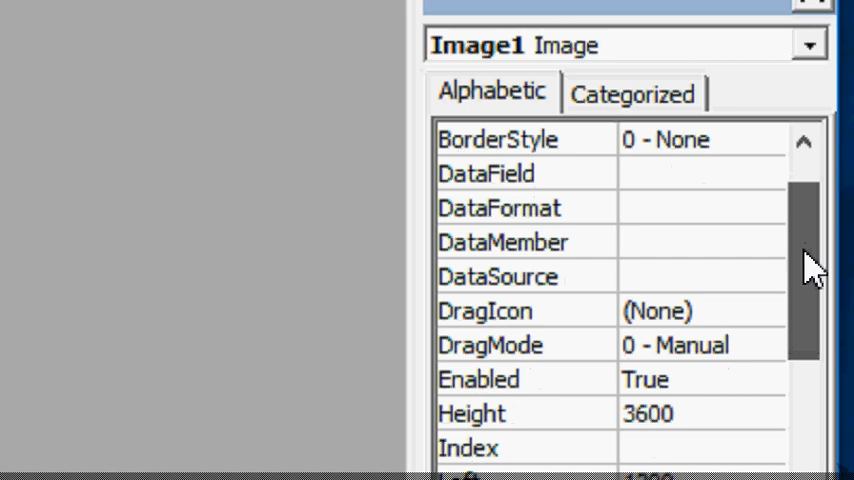 Image1 Image
Alphabetic Categorized
BorderStyle 0 - None
DataField
DataFormat
DataMember
DataSource
DragIcon (None)
DragMode 0 - Manual
Enabled True
Height 3600
Index